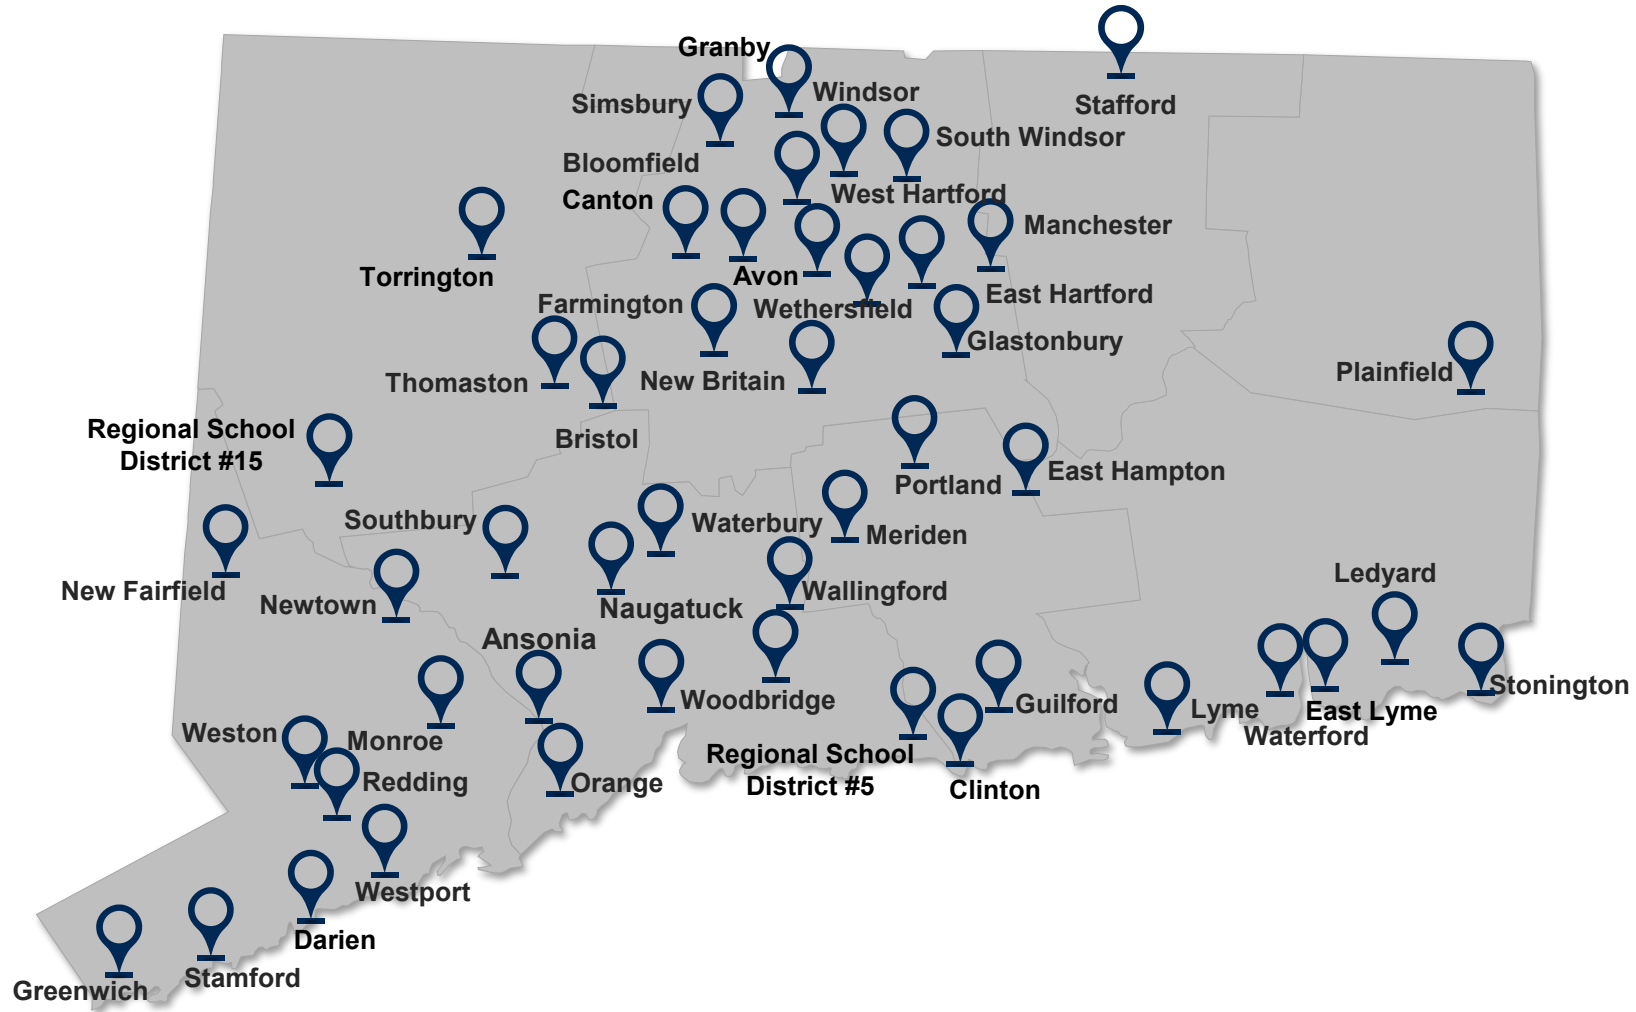 Granby
Windsor
Simsbury
Stafford
South Windsor
Bloomfield
West Hartford
Canton
Manchester
Torrington
Avon
East Hartford
Farmington
Wethersfield
Glastonbury
Thomaston
New Britain
Plainfield
Regional School
District #15
Bristol
East Hampton
Portland
Southbury
Waterbury
Meriden
New Fairfield
Newtown
Naugatuck
Wallingford
Ledyard
Ansonia
Woodbridge
Guilford
Lyme
East Lyme
Stonington
Weston
Monroe
Waterford
Redding
Orange
Regional School
District #5
Clinton
Westport
Darien
Stamford
Greenwich